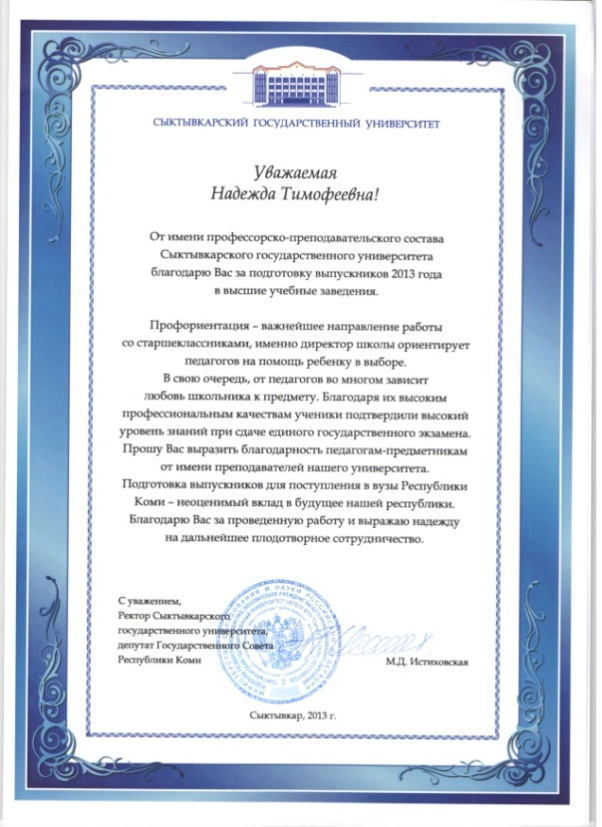 СЫКТЫВКАРСКИЙ ГОСУДАРСТВЕННЫЙ УНИВЕРСИТЕТ
Уважаемая
Надежда Тимофеевна!
От имени профессорско-преподавательского состава
Сыктывкарского государственного университета
благодарю Вас за подготовку выпускников 2013 года
в высшие учебные заведения.
Профориентация – важнейшее направление работы
со старшеклассниками, именно директор школы ориентирует
педагогов на помощь ребенку в выборе.
В свою очередь, от педагогов во многом зависит
любовь школьника к предмету. Благодаря их высоким
профессиональным качествам ученики подтвердили высокий
уровень знаний при сдаче единого государственного экзамена.
Прошу Вас выразить благодарность педагогам-предметникам
от имени преподавателей нашего университета.
Подготовка выпускников для поступления в вузы Республики
Коми – неоценимый вклад в будущее нашей республики.
Благодарю Вас за проведенную работу и выражаю надежду
на дальнейшее плодотворное сотрудничество.
С уважением,
Ректор Сыктывкарского
государственного университета,
депутат Государственного Совета
Республики Коми
М.Д. Истиховская
Сыктывкар, 2013 г.